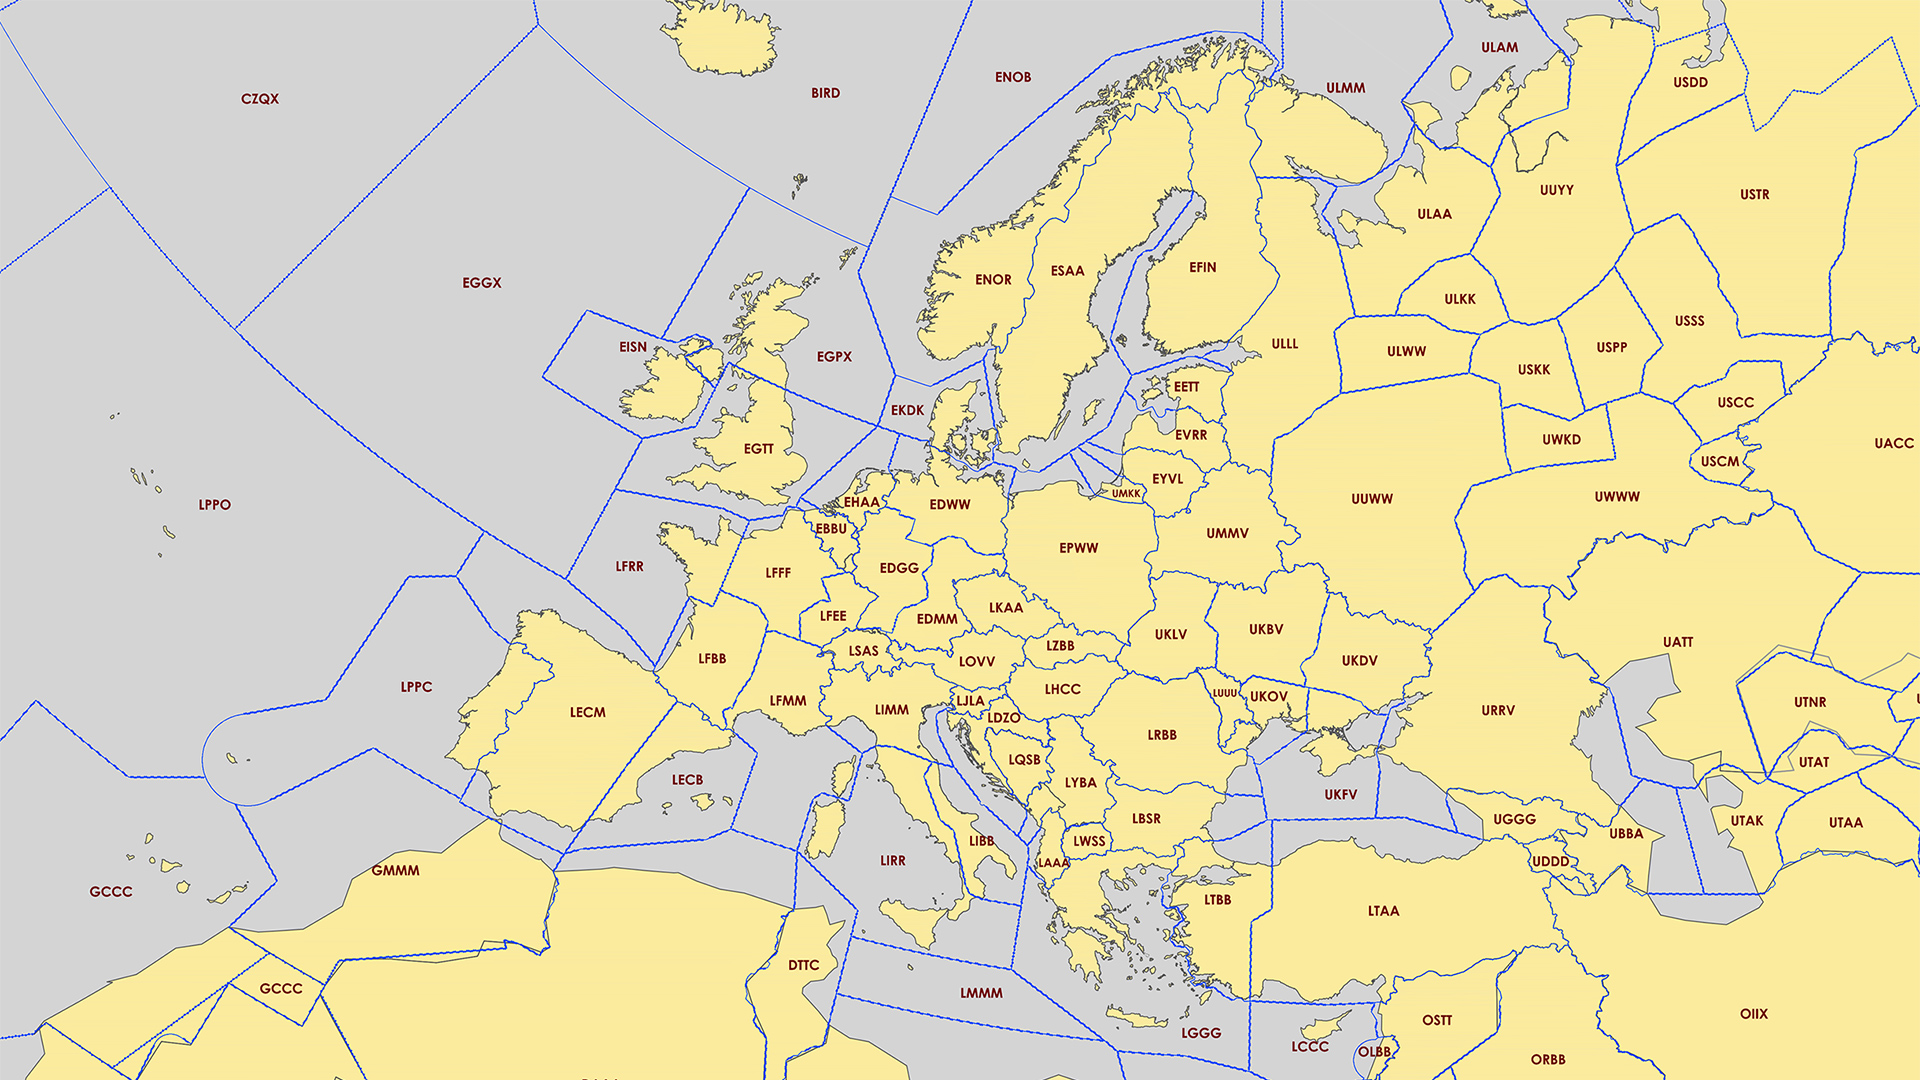 ULAM
ENOB
USDD
ULMM
BIRD
CZQX
UUYY
USTR
ULAA
EFIN
ESAA
ENOR
EGGX
ULKK
USSS
ULLL
EISN
USPP
ULWW
EGPX
USKK
EETT
USCC
EKDK
EVRR
UWKD
UACC
EGTT
USCM
EYVL
UMKK
UWWW
UUWW
EHAA
EDWW
LPPO
EBBU
UMMV
EPWW
LFRR
EDGG
LFFF
LKAA
LFEE
EDMM
UKBV
UKLV
UATT
LZBB
LSAS
LFBB
UKDV
LOVV
LPPC
LHCC
LUUU
UKOV
LFMM
LJLA
UTNR
LIMM
URRV
LECM
LDZO
LRBB
LQSB
UTAT
LECB
LYBA
UKFV
LBSR
UGGG
UTAK
UTAA
UBBA
LIBB
LWSS
LIRR
LAAA
UDDD
GMMM
GCCC
LTBB
LTAA
DTTC
GCCC
LMMM
OIIX
OSTT
LGGG
LCCC
OLBB
ORBB